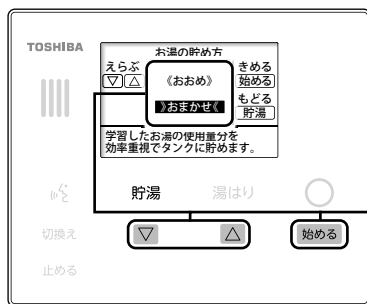 TOSHIBA
お湯の貯め方
えらぶ
▽ △
《おおめ》
》おまかせ《
きめる
始める
もどる
貯湯
学習したお湯の使用量分を
効率重視でタンクに貯めます。
貯湯
湯はり
切換え
▽
△
始める
止める